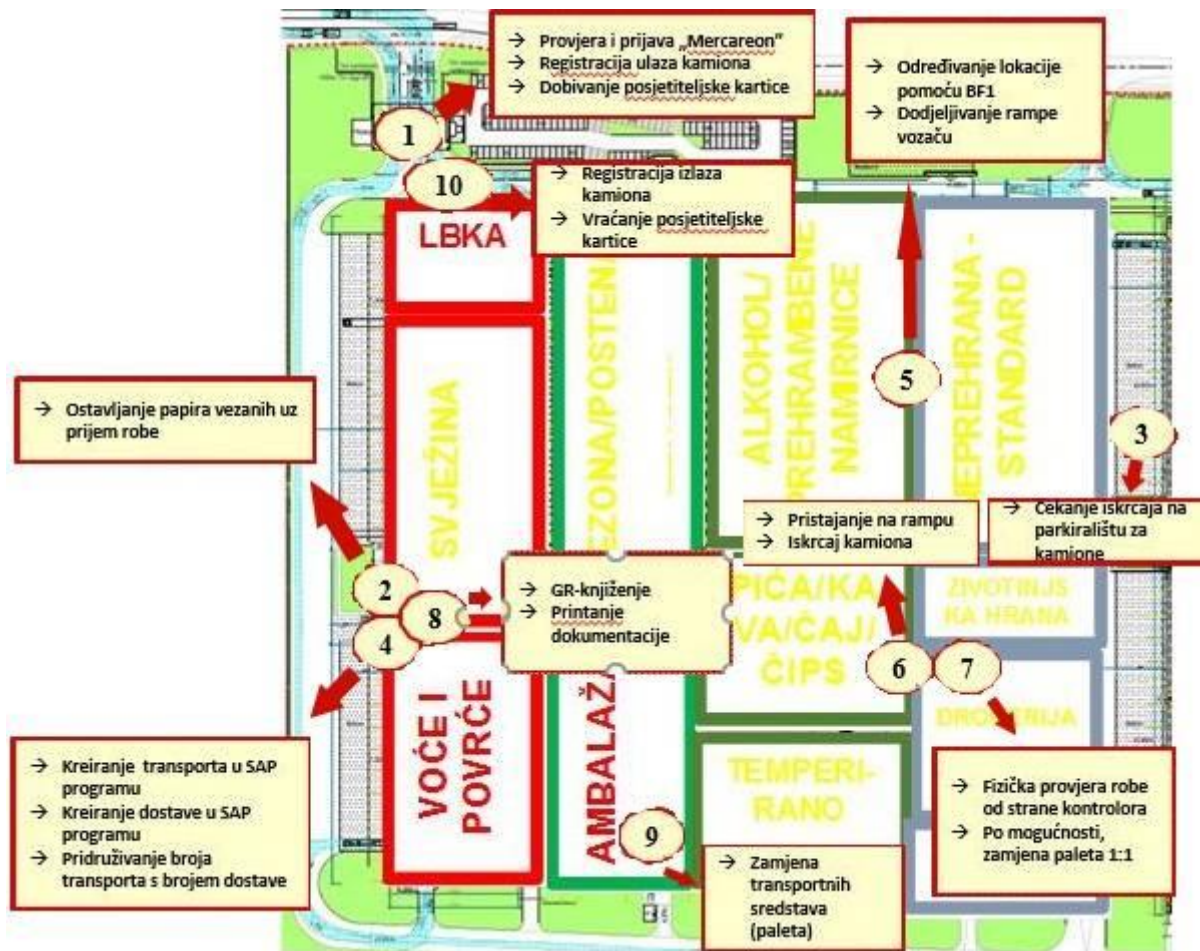 → Provjera i prijava „Mercareon”
→ Registracija ulaza kamiona
→ Dobivanje posjetiteljske kartice
→ Određivanje lokacije
pomoću BF1
→ Dodjeljivanje rampe
vozaču
1
10
→ Registracija izlaza
kamiona
→ Vraćanje posjetiteljske
kartice
LBKA
SVJEŽINA
EZONA/POSTENA
ALKOHOL/
PREHRAMBENE
NAMIRNICE
NEPREHRANA -
STANDARD
5
3
→ Ostavljanje papira vezanih uz
prijem robe
→ Pristajanje na rampu
→ Iskrcaj kamiona
→ Čekanje iskrcaja na
parkiralištu za
kamione
2
8
4
→ GR-knjiženje
→ Printanje
dokumentacije
PIĆA/KA
VA/ČAJ/
ČIPS
ZIVOTINJS
KA HRANA
6
7
VOĆE I
POVRĆE
AMBALAŽA
TEMPERI-
RANO
→ Kreiranje transporta u SAP
programu
→ Kreiranje dostave u SAP
programu
→ Pridruživanje broja
transporta s brojem dostave
→ Fizička provjera robe
od strane kontrolora
→ Po mogućnosti,
zamjena paleta 1:1
9
→ Zamjena
transportnih
sredstava
(paleta)